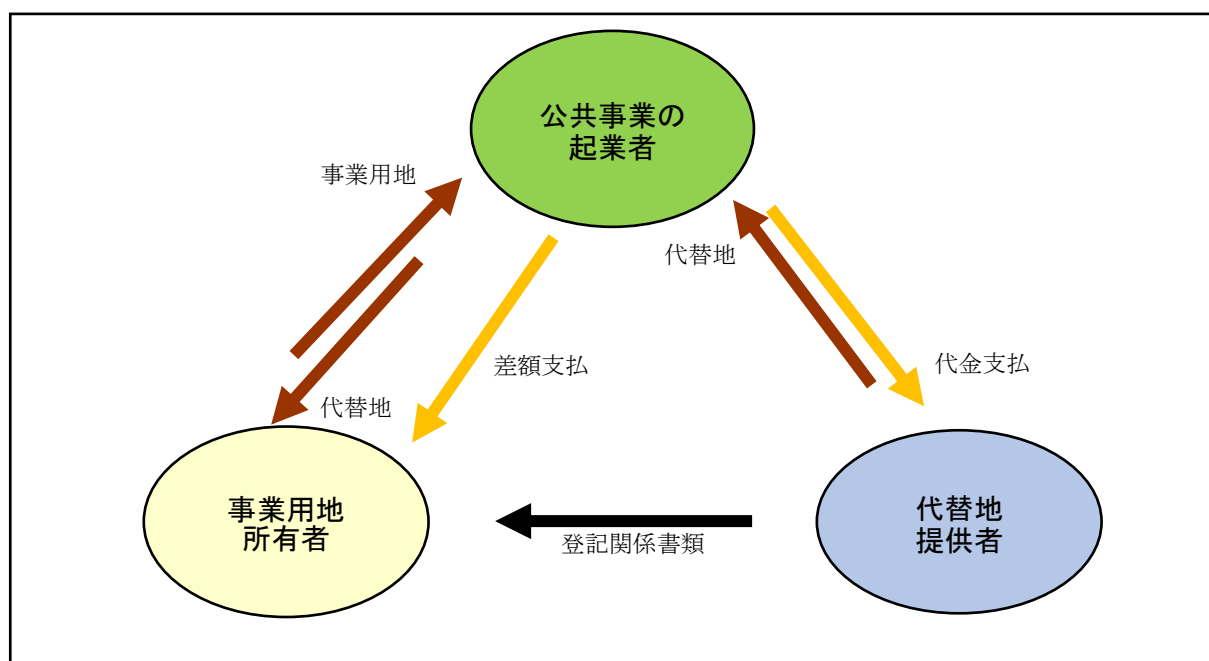 公共事業の
起業者
事業用地
代替地
差額支払
代金支払
代替地
事業用地
所有者
代替地
提供者
登記関係書類